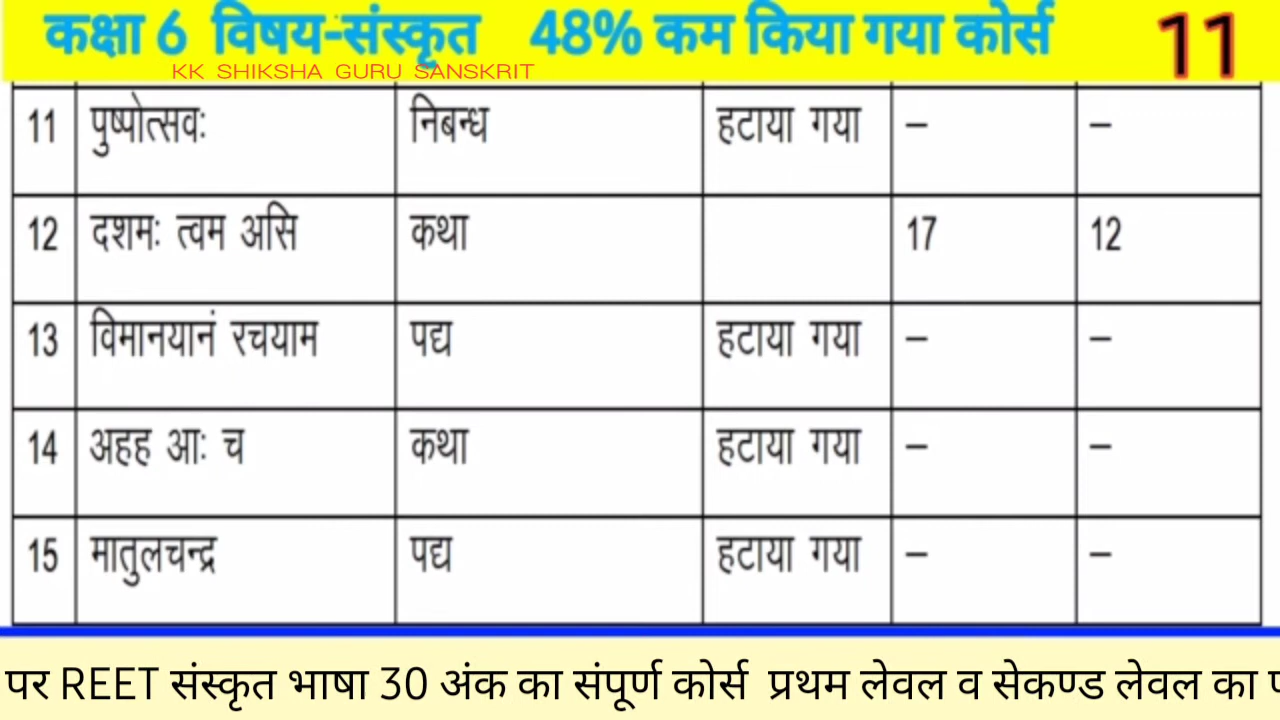 कक्षा 6 विषय-संस्कृत 48% कम किया गया कोर्स 11
KK SHIKSHA GURU SANSKRIT
11 पुष्पोत्सवः निबन्ध हटाया गया – –
12 दशमः त्वम असि कथा 17 12
13 विमानयानं रचयाम पद्य हटाया गया – –
14 अहह आः च कथा हटाया गया – –
15 मातुलचन्द्र पद्य हटाया गया – –
पर REET संस्कृत भाषा 30 अंक का संपूर्ण कोर्स प्रथम लेवल व सेकण्ड लेवल का